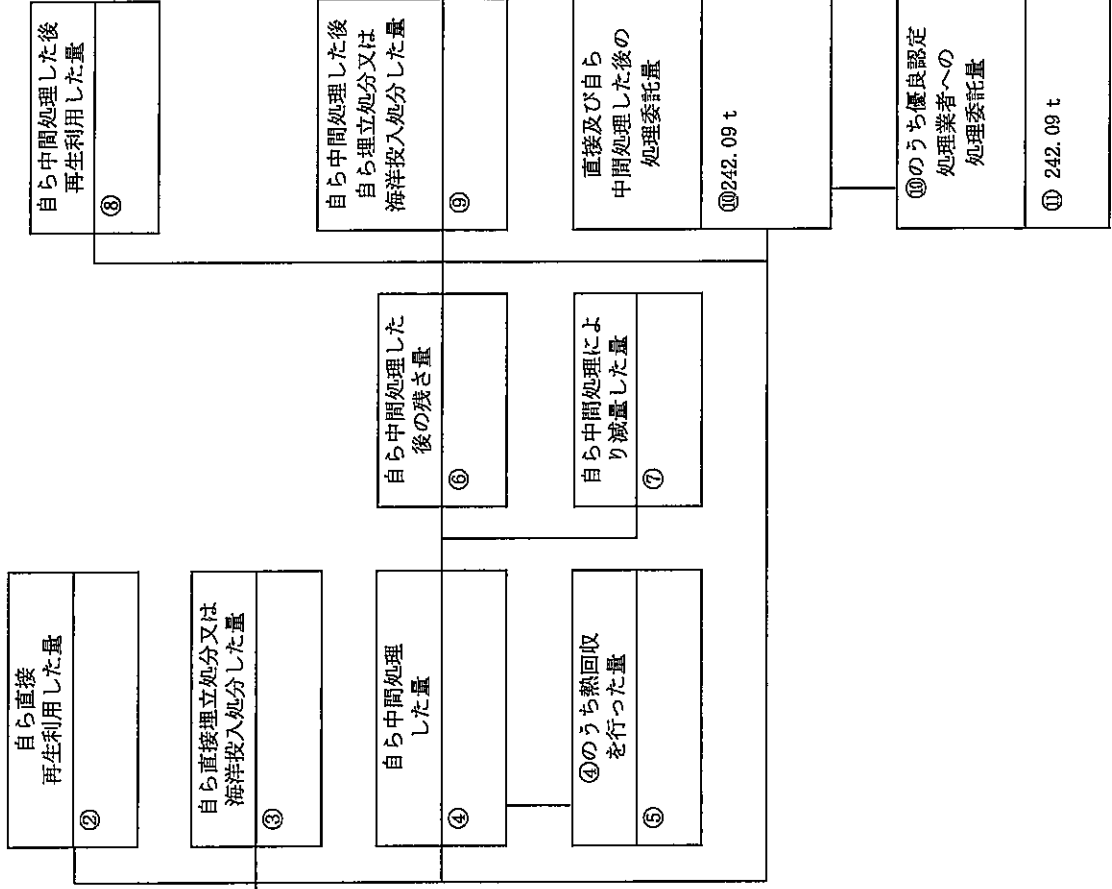 自ら直接
再生利用した量
②
自ら直接埋立処分又は
海洋投入処分した量
③
自ら中間処理
した量
④
④のうち熱回収
を行った量
⑤
自ら中間処理した
後の残さ量
⑥
自ら中間処理によ
り減量した量
⑦
自ら中間処理した後
再生利用した量
⑧
自ら中間処理した後
自ら埋立処分又は
海洋投入処分した量
⑨
直接及び自ら
中間処理した後の
処理委託量
⑩242.09 t
⑩のうち優良認定
処理業者への
処理委託量
⑪ 242.09 t